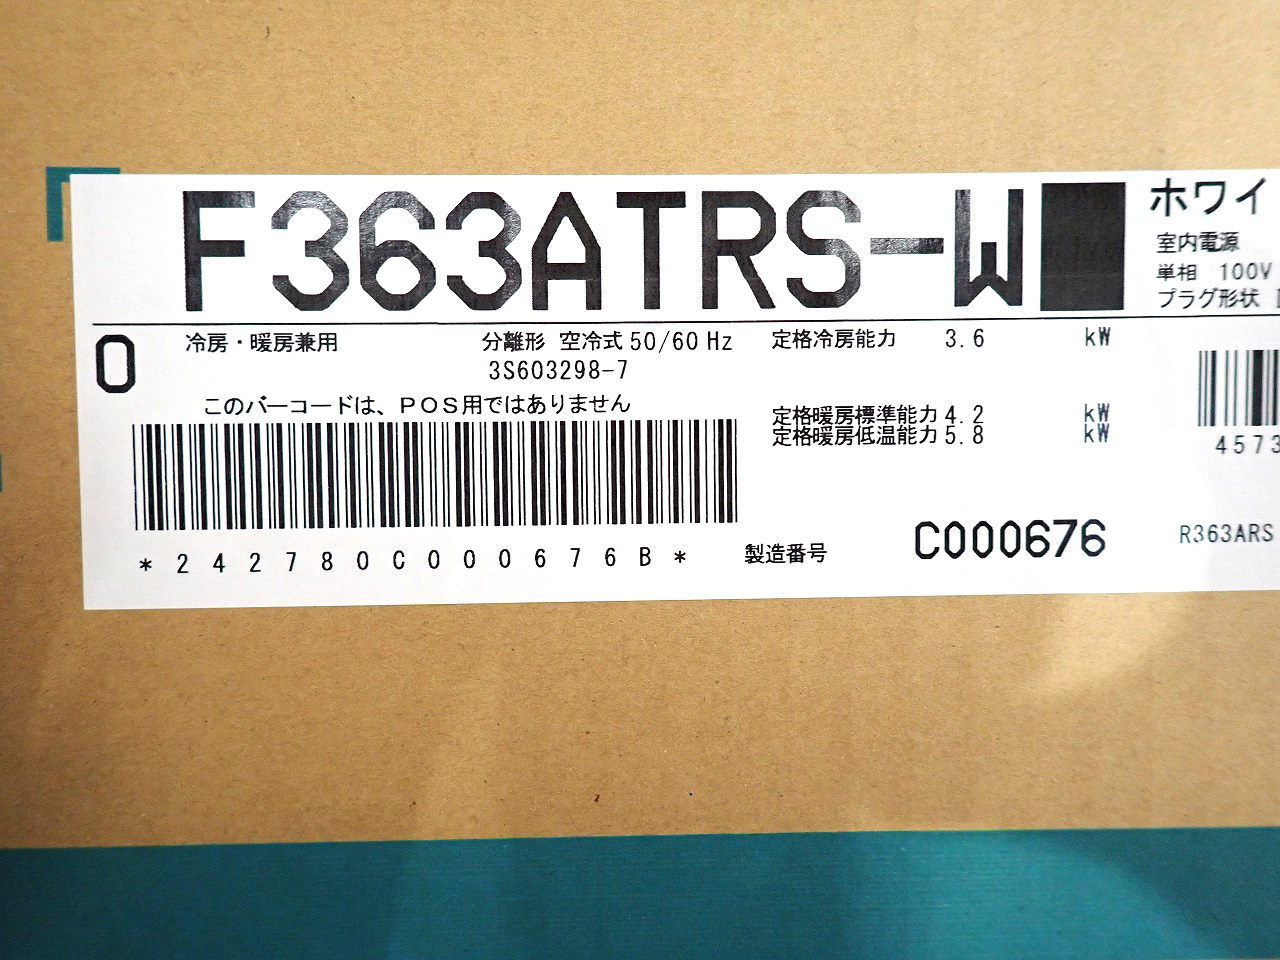 F363ATRS-W■
ホワイ
室内電源
単相 100V
プラグ形状
0
冷房・暖房兼用
分離形 空冷式 50/60 Hz
3S603298-7
定格冷房能力 3.6 kW
このバーコードは、POS用ではありません
定格暖房標準能力 4.2 kW
定格暖房低温能力 5.8 kW
*242780C000676B*
製造番号 C000676
4573
R363ARS